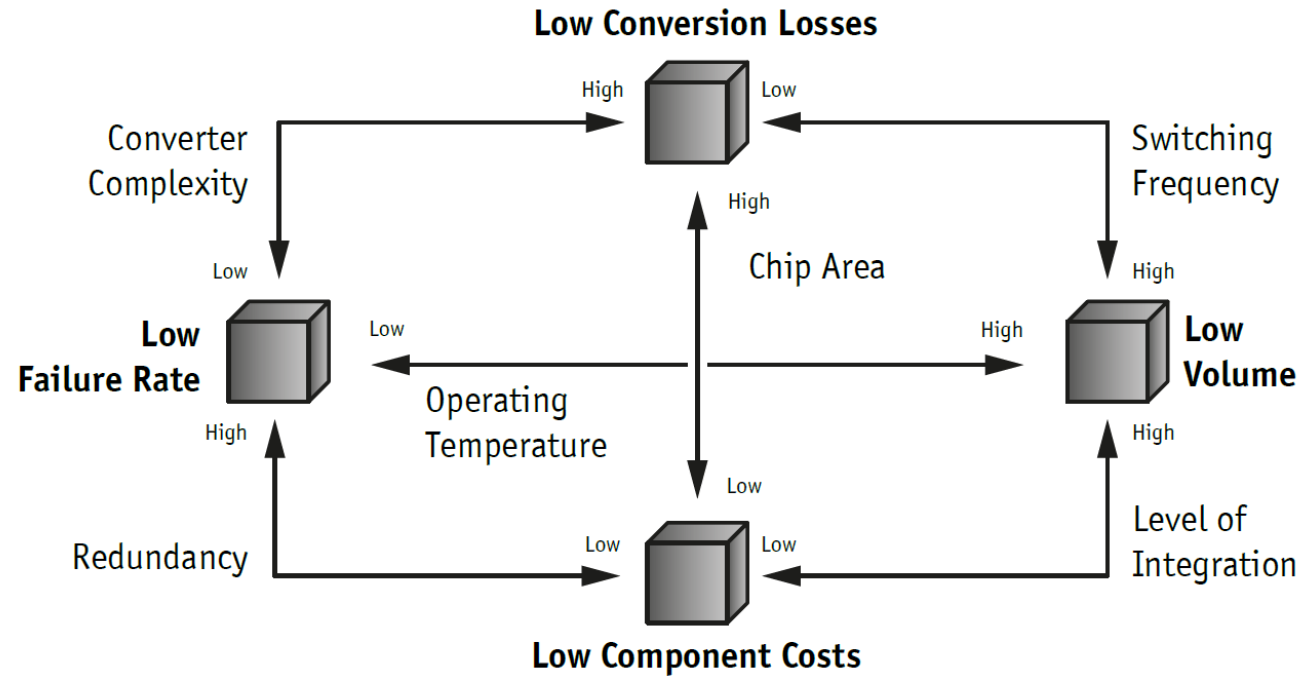 Low Conversion Losses
High
Low
Converter
Complexity
Switching
Frequency
High
Chip Area
Low
High
Low
Failure Rate
Low
High
Low
Volume
Operating
Temperature
High
High
Low
Redundancy
Low
Low
Level of
Integration
Low Component Costs